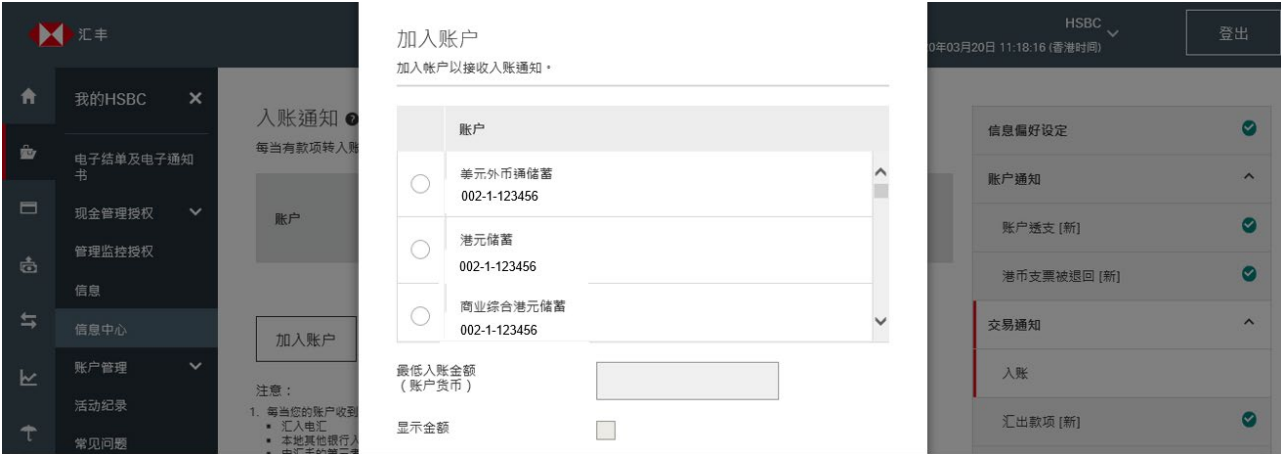 汇丰
HSBC
0年03月20日 11:18:16 (香港时间)
登出
我的HSBC
电子结单及电子通知
书
现金管理授权
管理监控授权
信息
信息中心
账户管理
活动纪录
常见问题
入账通知
每当有款项转入账
账户
加入账户
注意：
1. 每当您的账户收到
汇入电汇
本地其他银行入
加入账户
加入帐户以接收入账通知。
账户
美元外币通储蓄
002-1-123456
港元储蓄
002-1-123456
商业综合港元储蓄
002-1-123456
最低入账金额
（账户货币）
显示金额
信息偏好设定
账户通知
账户透支 [新]
港币支票被退回 [新]
交易通知
入账
汇出款项 [新]